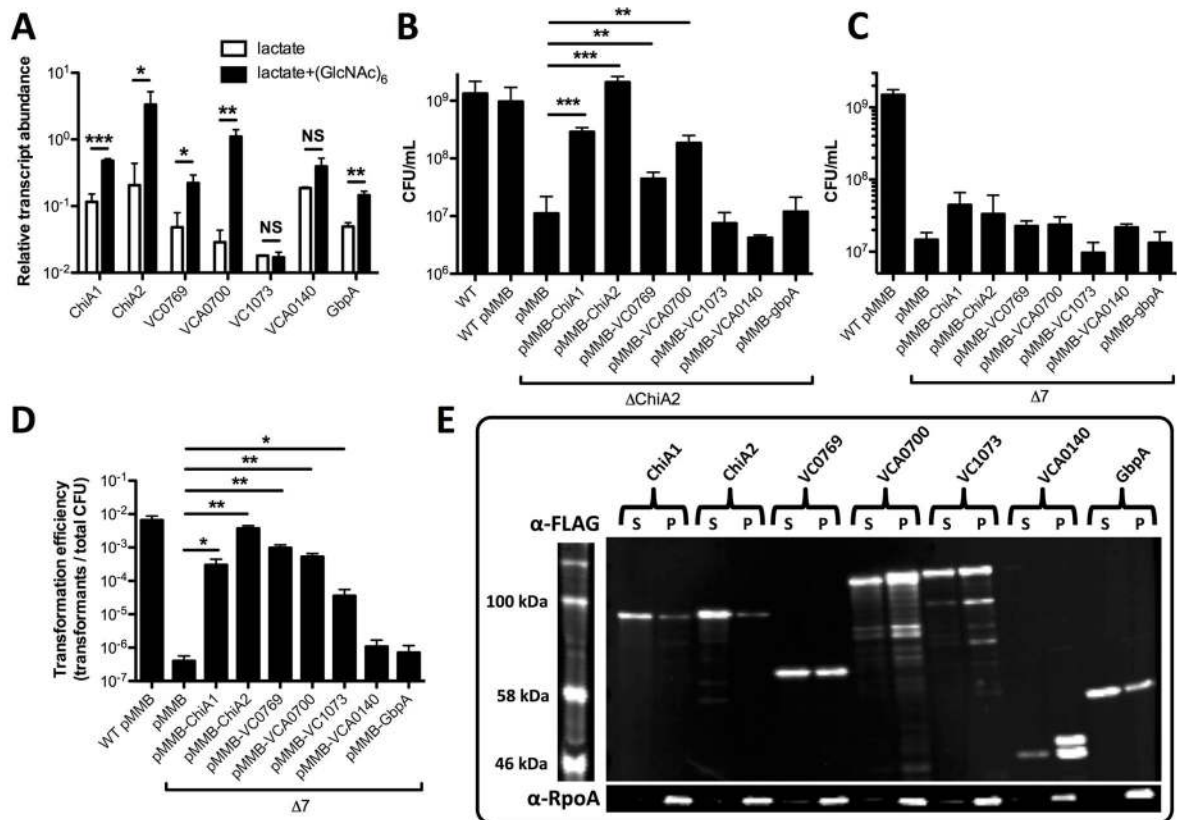 A
lactate
lactate+(GlcNAc)6
Relative transcript abundance
10^1
10^0
10^-1
10^-2
***
*
*
**
NS
NS
**
ChiA1
ChiA2
VC0769
VCA0700
VC1073
VCA0140
GbpA
B
CFU/mL
10^9
10^8
10^7
10^6
**
**
***
***
WT
WT pMMB
pMMB
pMMB-ChiA1
pMMB-ChiA2
pMMB-VC0769
pMMB-VCA0700
pMMB-VC1073
pMMB-VCA0140
pMMB-gbpA
ΔChiA2
C
CFU/mL
10^9
10^8
10^7
WT pMMB
pMMB
pMMB-ChiA1
pMMB-ChiA2
pMMB-VC0769
pMMB-VCA0700
pMMB-VC1073
pMMB-VCA0140
pMMB-gbpA
Δ7
D
Transformation efficiency
(transformants / total CFU)
10^-1
10^-2
10^-3
10^-4
10^-5
10^-6
10^-7
*
**
**
**
*
WT pMMB
pMMB
pMMB-ChiA1
pMMB-ChiA2
pMMB-VC0769
pMMB-VCA0700
pMMB-VC1073
pMMB-VCA0140
pMMB-GbpA
Δ7
E
ChiA1
ChiA2
VC0769
VCA0700
VC1073
VCA0140
GbpA
α-FLAG
S P S P S P S P S P S P S P
100 kDa
58 kDa
46 kDa
α-RpoA